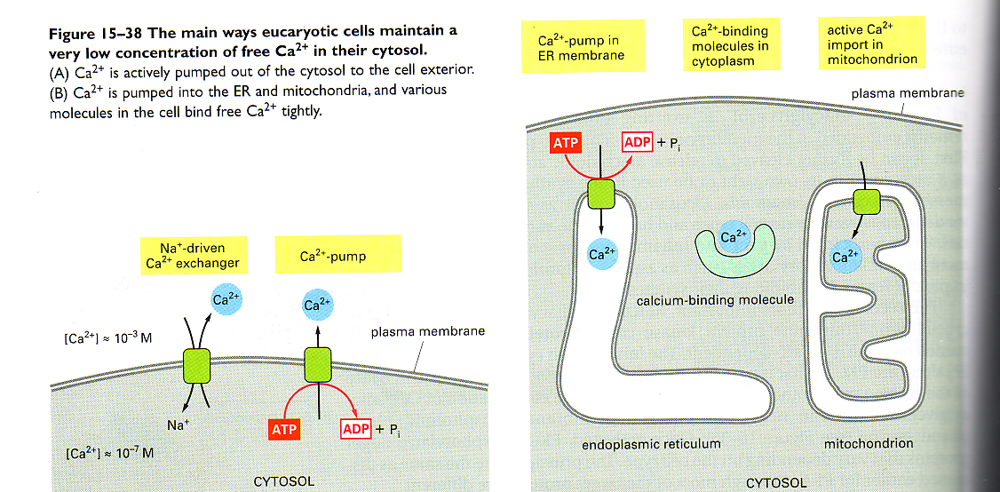 Figure 15–38 The main ways eucaryotic cells maintain a
very low concentration of free Ca²⁺ in their cytosol.
(A) Ca²⁺ is actively pumped out of the cytosol to the cell exterior.
(B) Ca²⁺ is pumped into the ER and mitochondria, and various
molecules in the cell bind free Ca²⁺ tightly.
Na⁺-driven
Ca²⁺ exchanger
Ca²⁺-pump
Ca²⁺
Ca²⁺
[Ca²⁺] ≈ 10⁻³ M
plasma membrane
Na⁺
ATP
ADP + Pᵢ
[Ca²⁺] ≈ 10⁻⁷ M
CYTOSOL
Ca²⁺-pump in
ER membrane
Ca²⁺-binding
molecules in
cytoplasm
active Ca²⁺
import in
mitochondrion
plasma membrane
ATP
ADP + Pᵢ
Ca²⁺
Ca²⁺
Ca²⁺
calcium-binding molecule
endoplasmic reticulum
mitochondrion
CYTOSOL